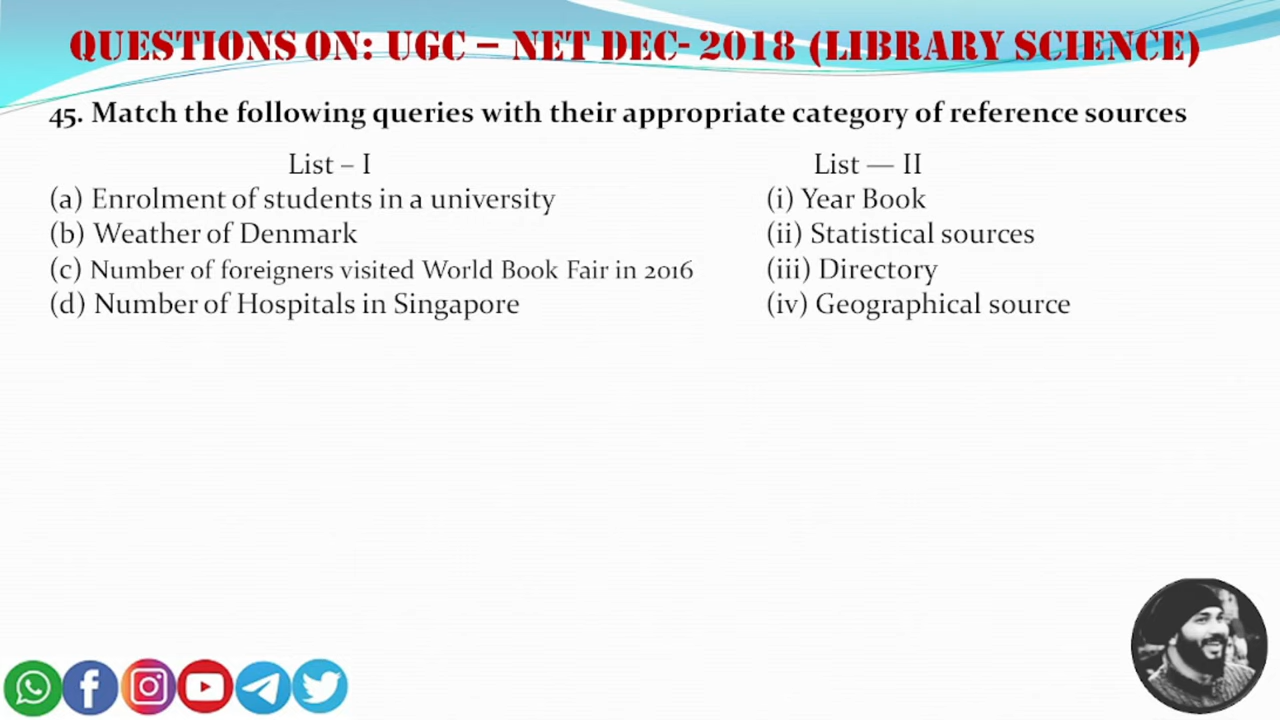 QUESTIONS ON: UGC – NET DEC- 2018 (LIBRARY SCIENCE)
45. Match the following queries with their appropriate category of reference sources
List – I
List — II
(a) Enrolment of students in a university
(i) Year Book
(b) Weather of Denmark
(ii) Statistical sources
(c) Number of foreigners visited World Book Fair in 2016
(iii) Directory
(d) Number of Hospitals in Singapore
(iv) Geographical source